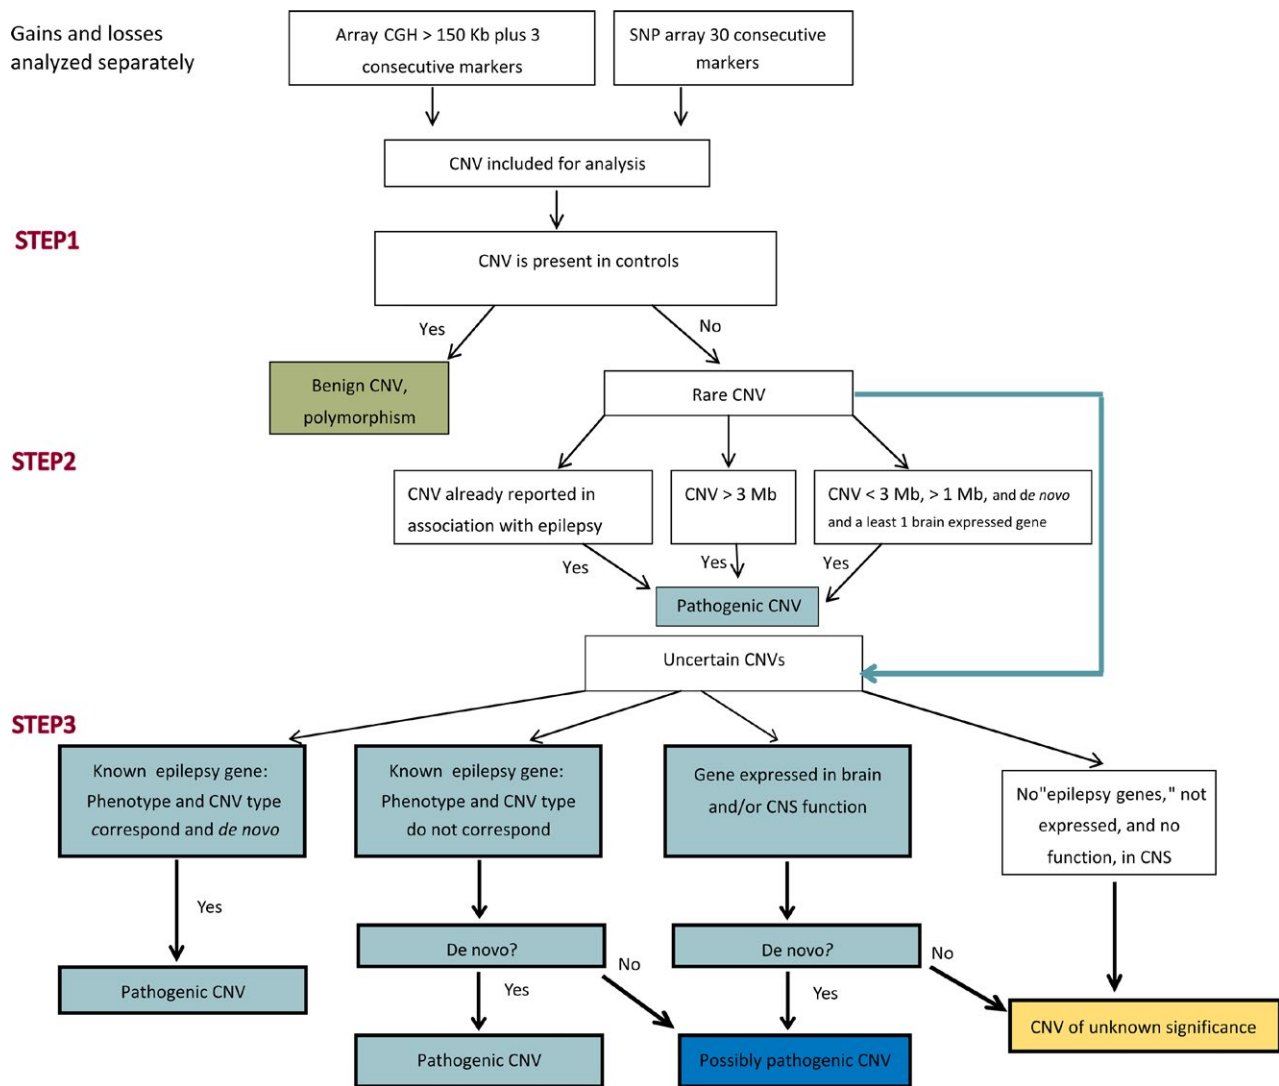 Gains and losses
analyzed separately
Array CGH > 150 Kb plus 3
consecutive markers
SNP array 30 consecutive
markers
CNV included for analysis
STEP1
CNV is present in controls
Yes
No
Benign CNV,
polymorphism
Rare CNV
STEP2
CNV already reported in
association with epilepsy
CNV > 3 Mb
CNV < 3 Mb, > 1 Mb, and de novo
and a least 1 brain expressed gene
Yes
Yes
Yes
Pathogenic CNV
Uncertain CNVs
STEP3
Known epilepsy gene:
Phenotype and CNV type
correspond and de novo
Known epilepsy gene:
Phenotype and CNV type
do not correspond
Gene expressed in brain
and/or CNS function
No"epilepsy genes," not
expressed, and no
function, in CNS
Yes
De novo?
De novo?
No
No
Yes
Yes
Pathogenic CNV
Pathogenic CNV
Possibly pathogenic CNV
CNV of unknown significance